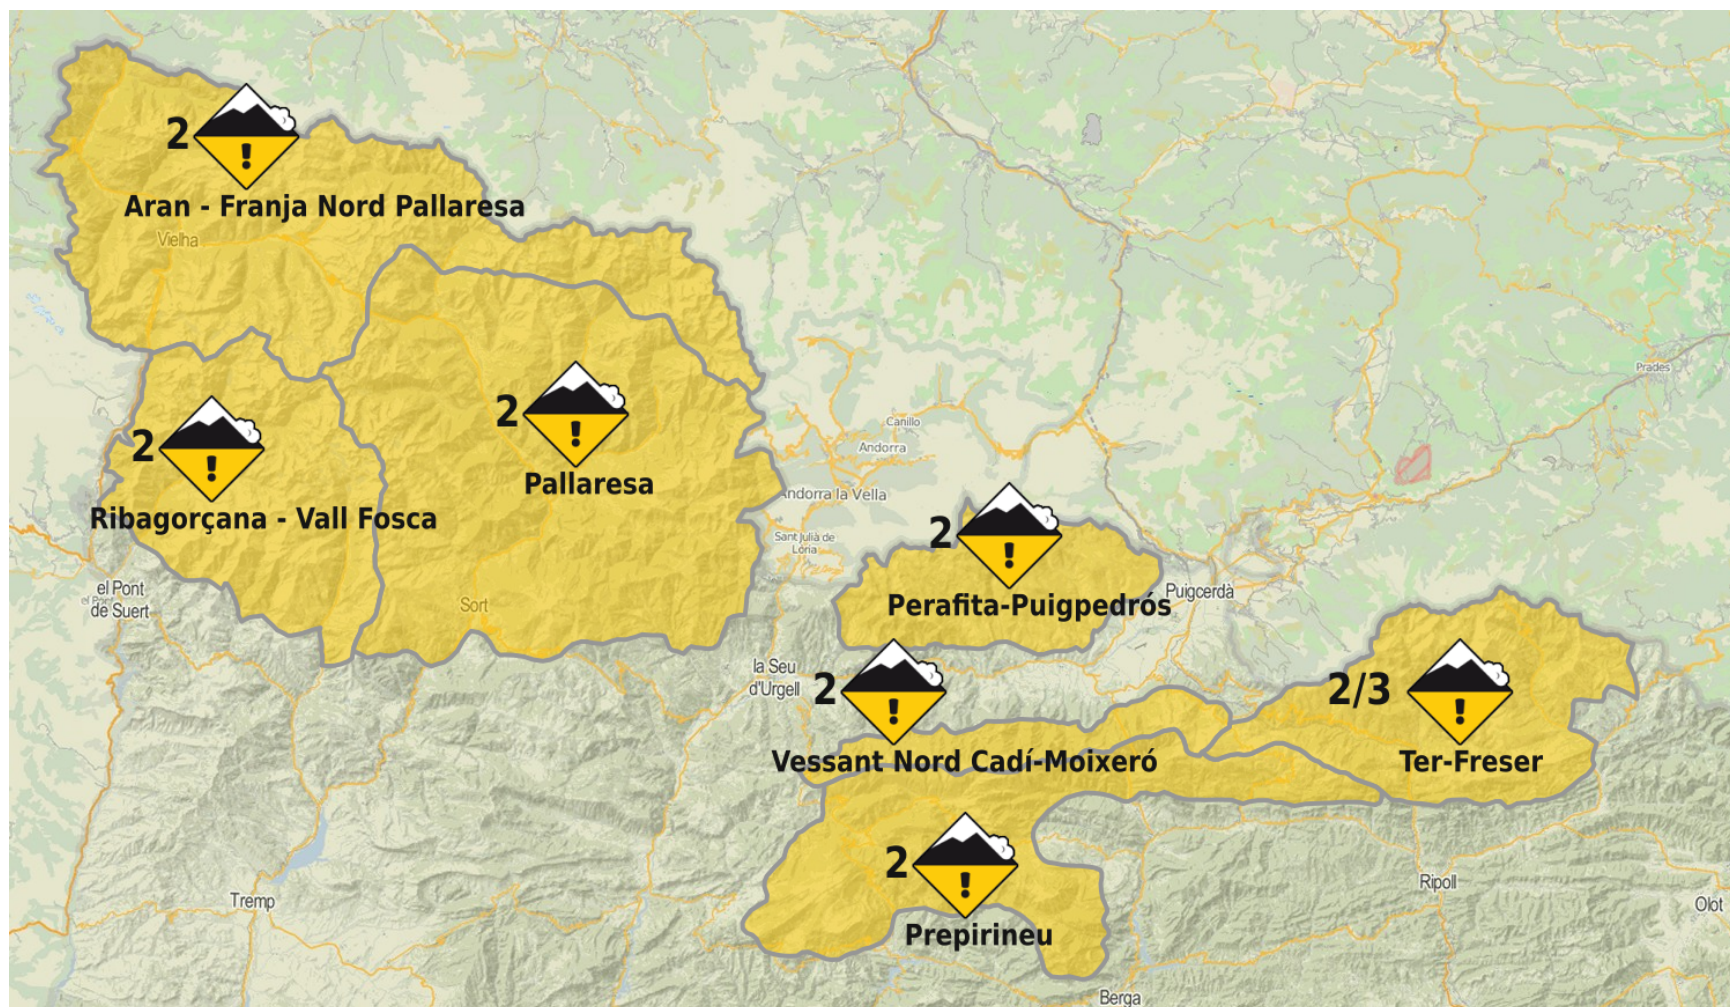 2
!
Aran - Franja Nord Pallaresa
Vielha
2
!
Pallaresa
2
!
Ribagorçana - Vall Fosca
Prades
Canillo
Andorra
Andorra la Vella
Sant Julià de
Lòria
2
!
Perafita-Puigpedrós
Puigcerdà
el Pont
de Suert
Sort
la Seu
d'Urgell
2
!
Vessant Nord Cadí-Moixeró
2/3
!
Ter-Freser
2
!
Prepirineu
Tremp
Ripoll
Olot
Berga